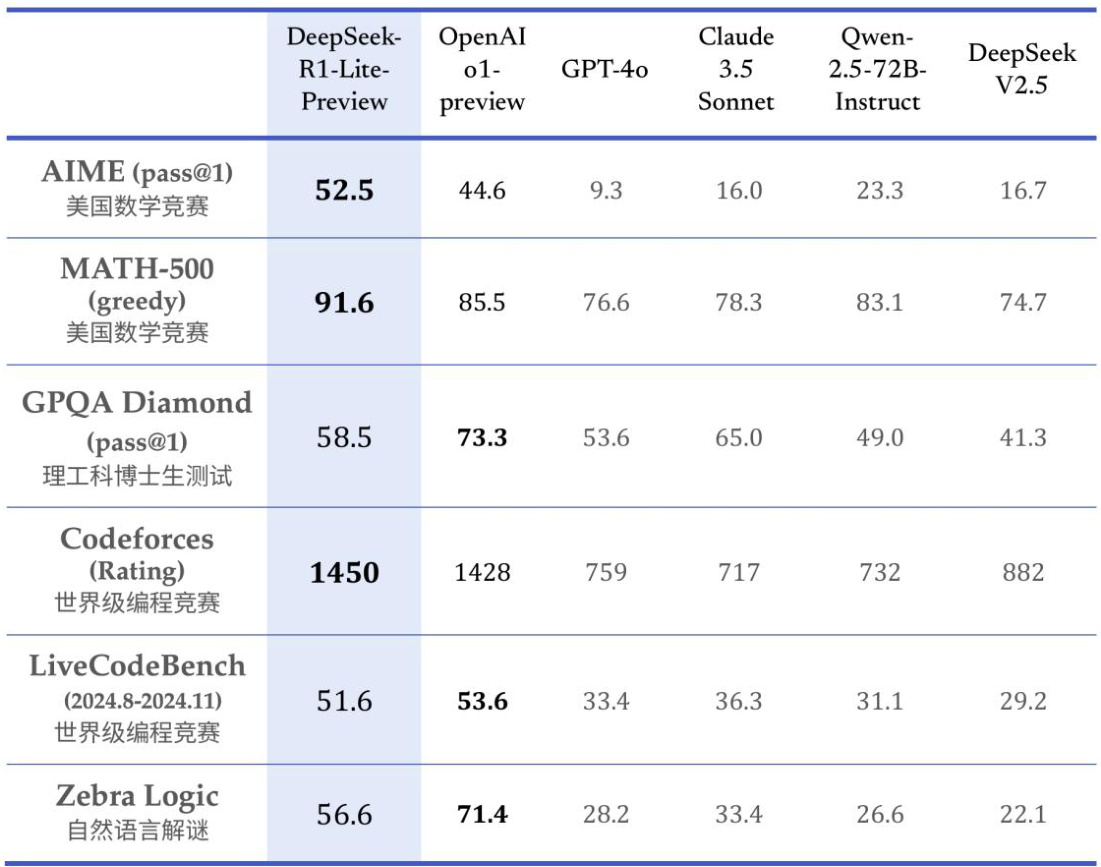 DeepSeek-
R1-Lite-
Preview
OpenAI
o1-
preview
GPT-4o
Claude
3.5
Sonnet
Qwen-
2.5-72B-
Instruct
DeepSeek
V2.5
AIME (pass@1)
美国数学竞赛
52.5 44.6 9.3 16.0 23.3 16.7
MATH-500
(greedy)
美国数学竞赛
91.6 85.5 76.6 78.3 83.1 74.7
GPQA Diamond
(pass@1)
理工科博士生测试
58.5 73.3 53.6 65.0 49.0 41.3
Codeforces
(Rating)
世界级编程竞赛
1450 1428 759 717 732 882
LiveCodeBench
(2024.8-2024.11)
世界级编程竞赛
51.6 53.6 33.4 36.3 31.1 29.2
Zebra Logic
自然语言解谜
56.6 71.4 28.2 33.4 26.6 22.1